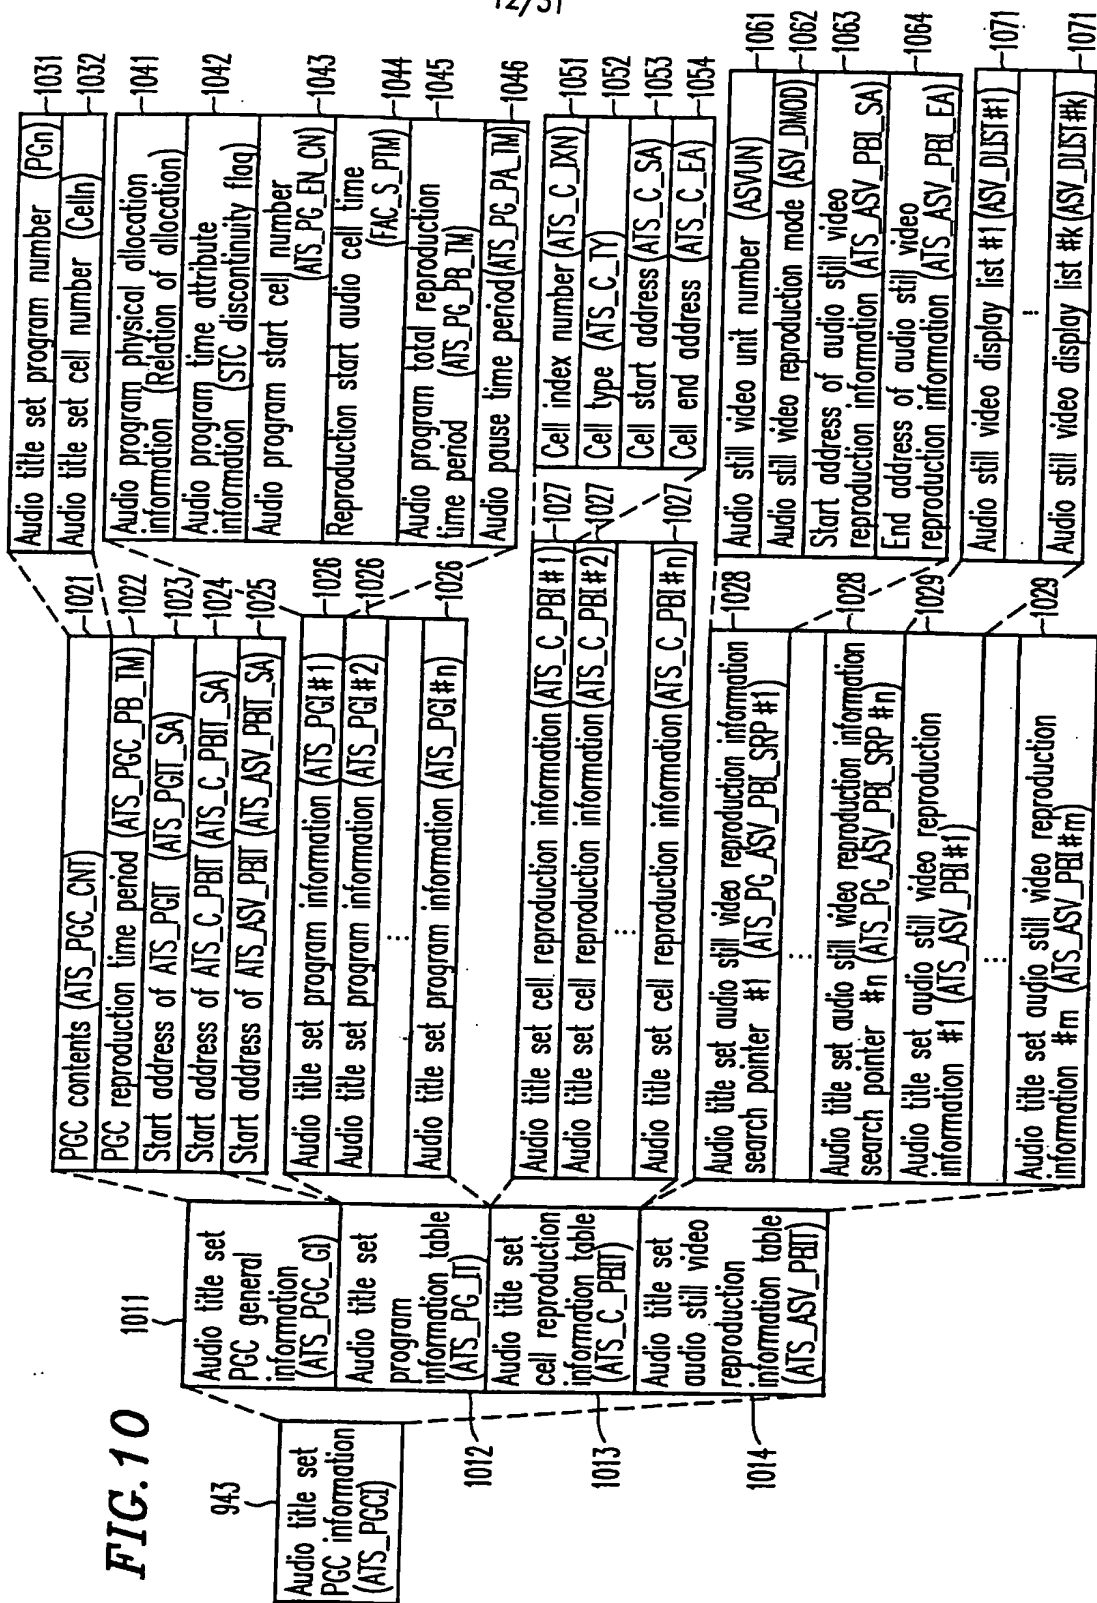 12/31
FIG.10
943
Audio title set
PGC information
(ATS_PGCI)
1011
Audio title set
PGC general
information
(ATS_PGC_GI)
Audio title set
program
information table
(ATS_PG_IT)
1012
Audio title set
cell reproduction
information table
(ATS_C_PBIT)
1013
Audio title set
audio still video
reproduction
information table
(ATS_ASV_PBIT)
1014
PGC contents (ATS_PGC_CNT)
1021
PGC reproduction time period (ATS_PGC_PB_TM)
1022
Start address of ATS_PGIT (ATS_PGIT_SA)
1023
Start address of ATS_C_PBIT (ATS_C_PBIT_SA)
1024
Start address of ATS_ASV_PBIT (ATS_ASV_PBIT_SA)
1025
Audio title set program information (ATS_PGI#1)
1026
Audio title set program information (ATS_PGI#2)
1026
...
Audio title set program information (ATS_PGI#n)
1026
Audio title set cell reproduction information (ATS_C_PBI#1)
1027
Audio title set cell reproduction information (ATS_C_PBI#2)
1027
...
Audio title set cell reproduction information (ATS_C_PBI#n)
1027
Audio title set audio still video reproduction information
search pointer #1 (ATS_PG_ASV_PBI_SRP #1)
1028
...
Audio title set audio still video reproduction information
search pointer #n (ATS_PG_ASV_PBI_SRP #n)
1028
Audio title set audio still video reproduction
information #1 (ATS_ASV_PBI#1)
1029
...
Audio title set audio still video reproduction
information #m (ATS_ASV_PBI#m)
1029
Audio title set program number (PGn)
1031
Audio title set cell number (Celln)
1032
Audio program physical allocation
information (Relation of allocation)
1041
Audio program time attribute
information (STC discontinuity flag)
1042
Audio program start cell number
(ATS_PG_EN_CN)
1043
Reproduction start audio cell time
(FAC_S_PTM)
1044
Audio program total reproduction
time period (ATS_PG_PB_TM)
1045
Audio pause time period(ATS_PG_PA_TM)
1046
Cell index number(ATS_C_IXN)
1051
Cell type (ATS_C_TY)
1052
Cell start address(ATS_C_SA)
1053
Cell end address (ATS_C_EA)
1054
Audio still video unit number (ASVUN)
1061
Audio still video reproduction mode (ASV_DMOD)
1062
Start address of audio still video
reproduction information (ATS_ASV_PBI_SA)
1063
End address of audio still video
reproduction information (ATS_ASV_PBI_EA)
1064
Audio still video display list #1(ASV_DLIST#1)
1071
...
Audio still video display list #k(ASV_DLIST#k)
1071